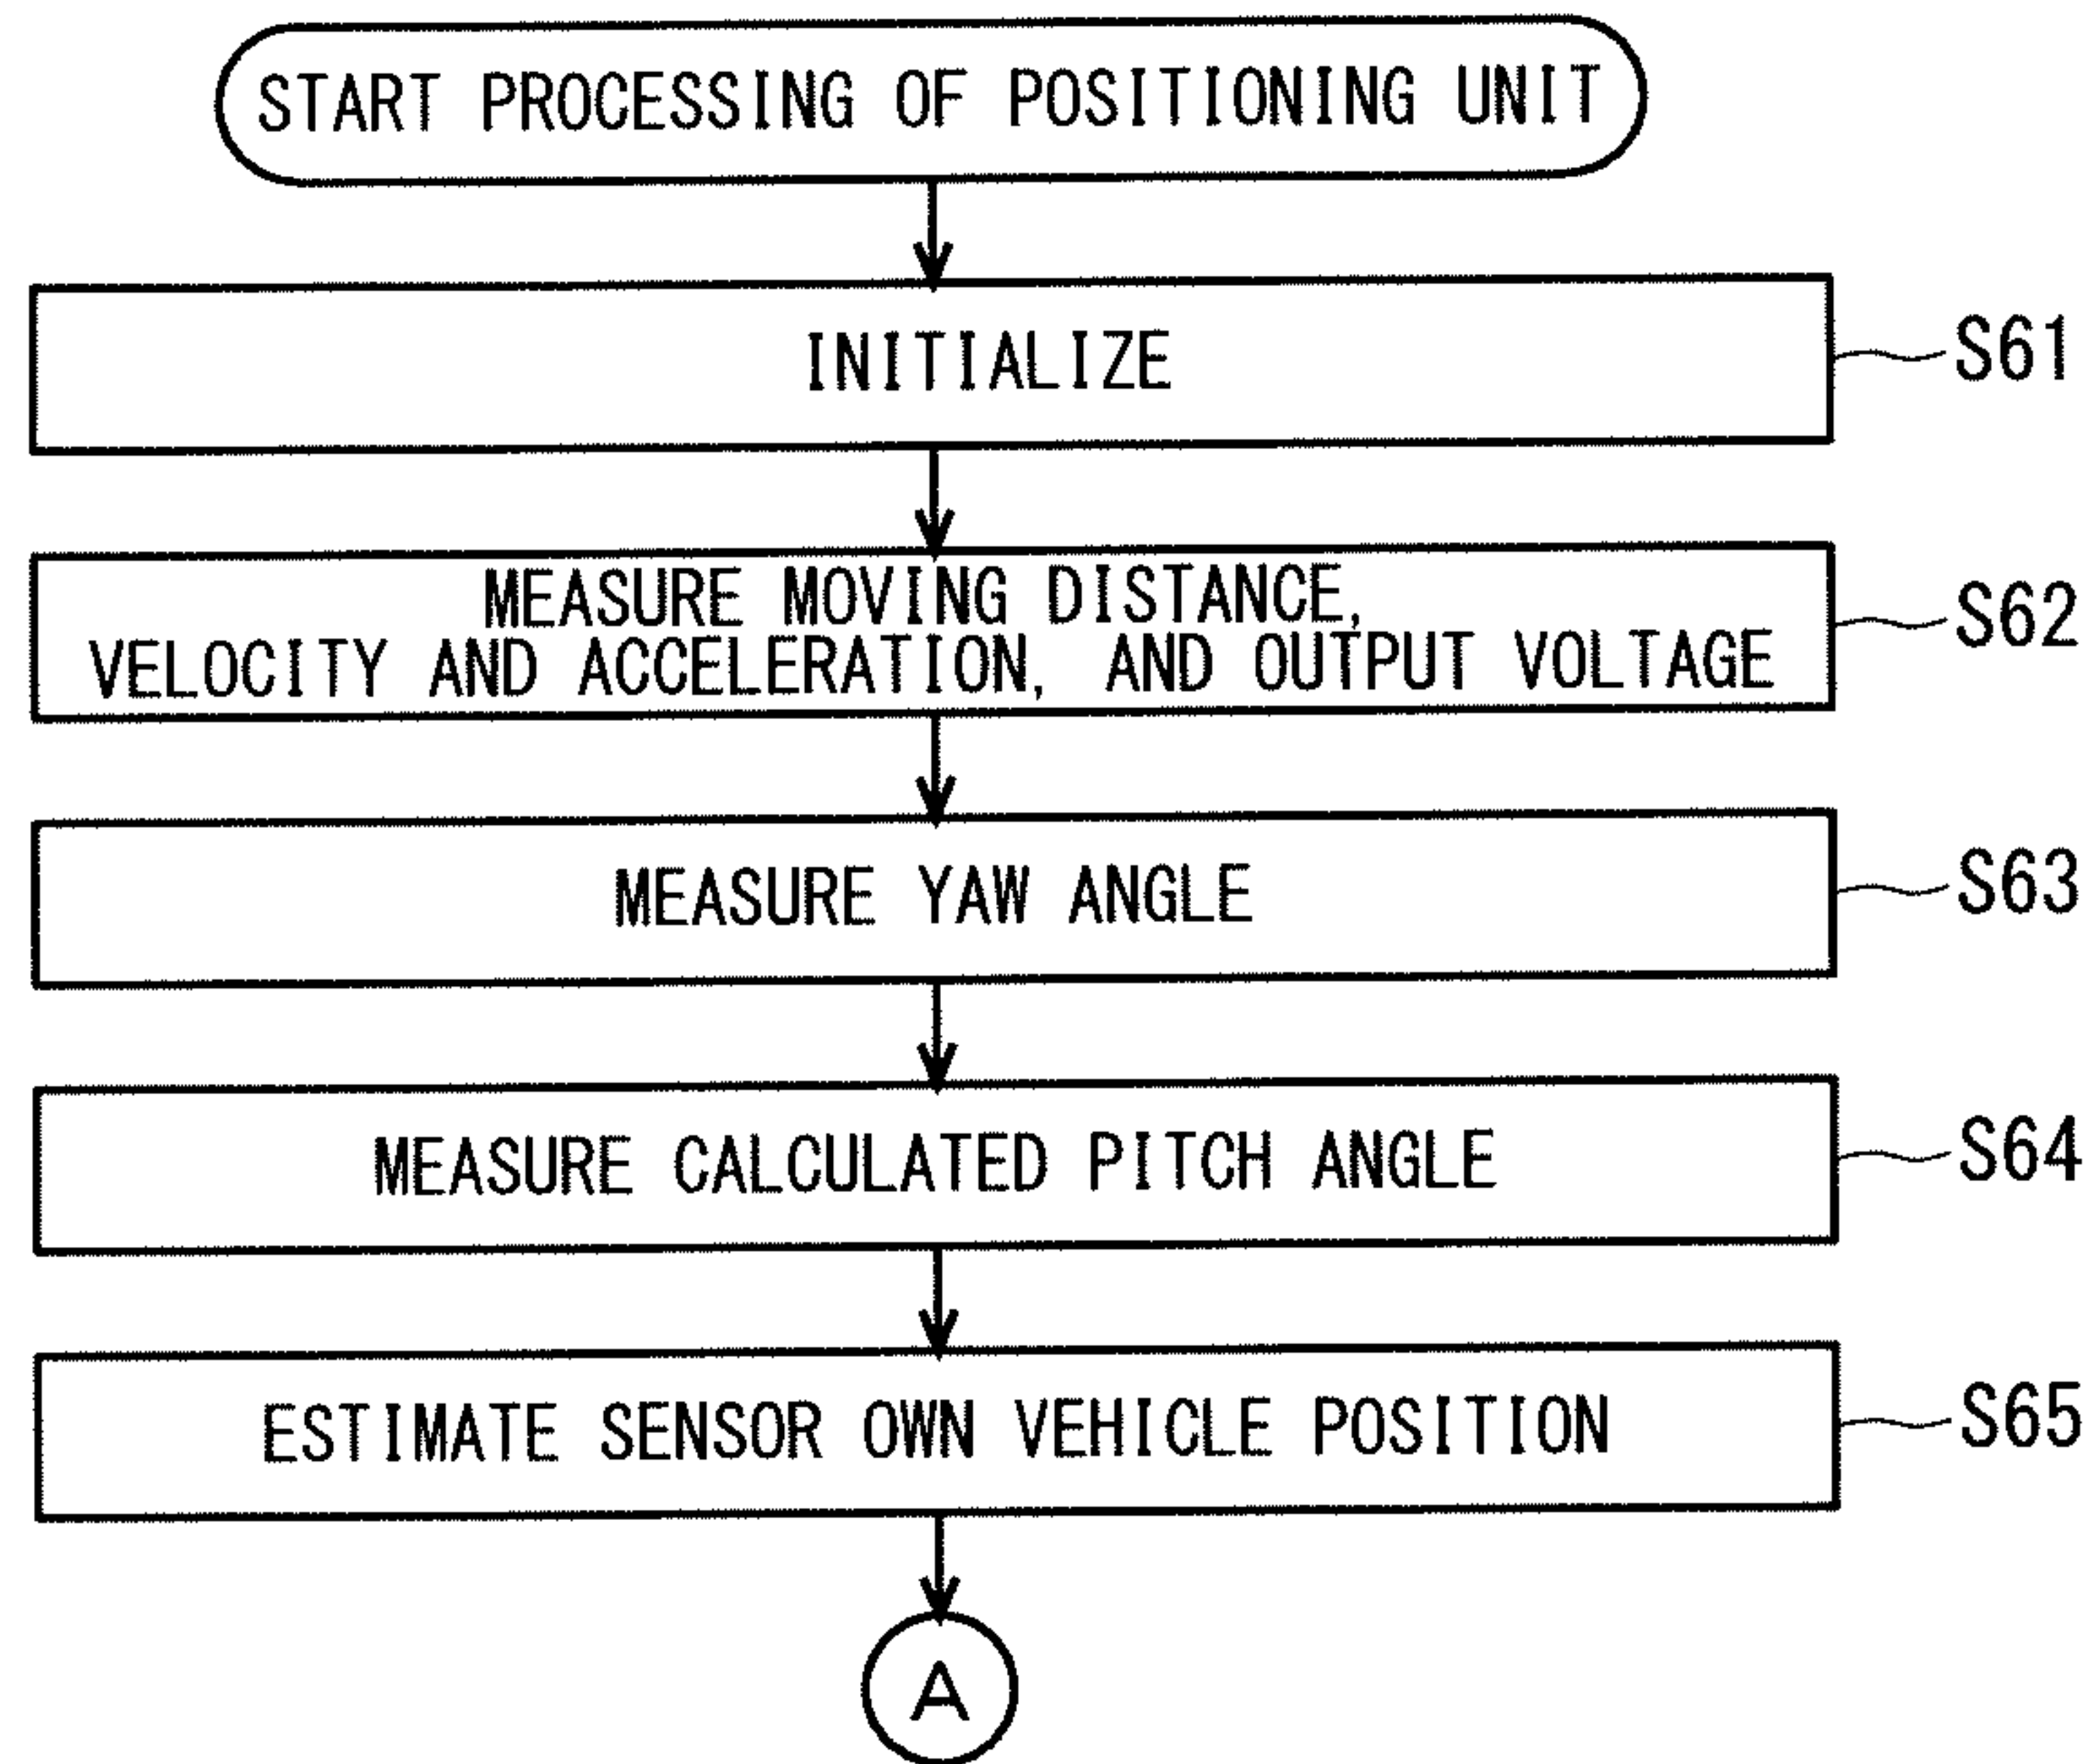 START PROCESSING OF POSITIONING UNIT
INITIALIZE
S61
MEASURE MOVING DISTANCE,
VELOCITY AND ACCELERATION, AND OUTPUT VOLTAGE
S62
MEASURE YAW ANGLE
S63
MEASURE CALCULATED PITCH ANGLE
S64
ESTIMATE SENSOR OWN VEHICLE POSITION
S65
A